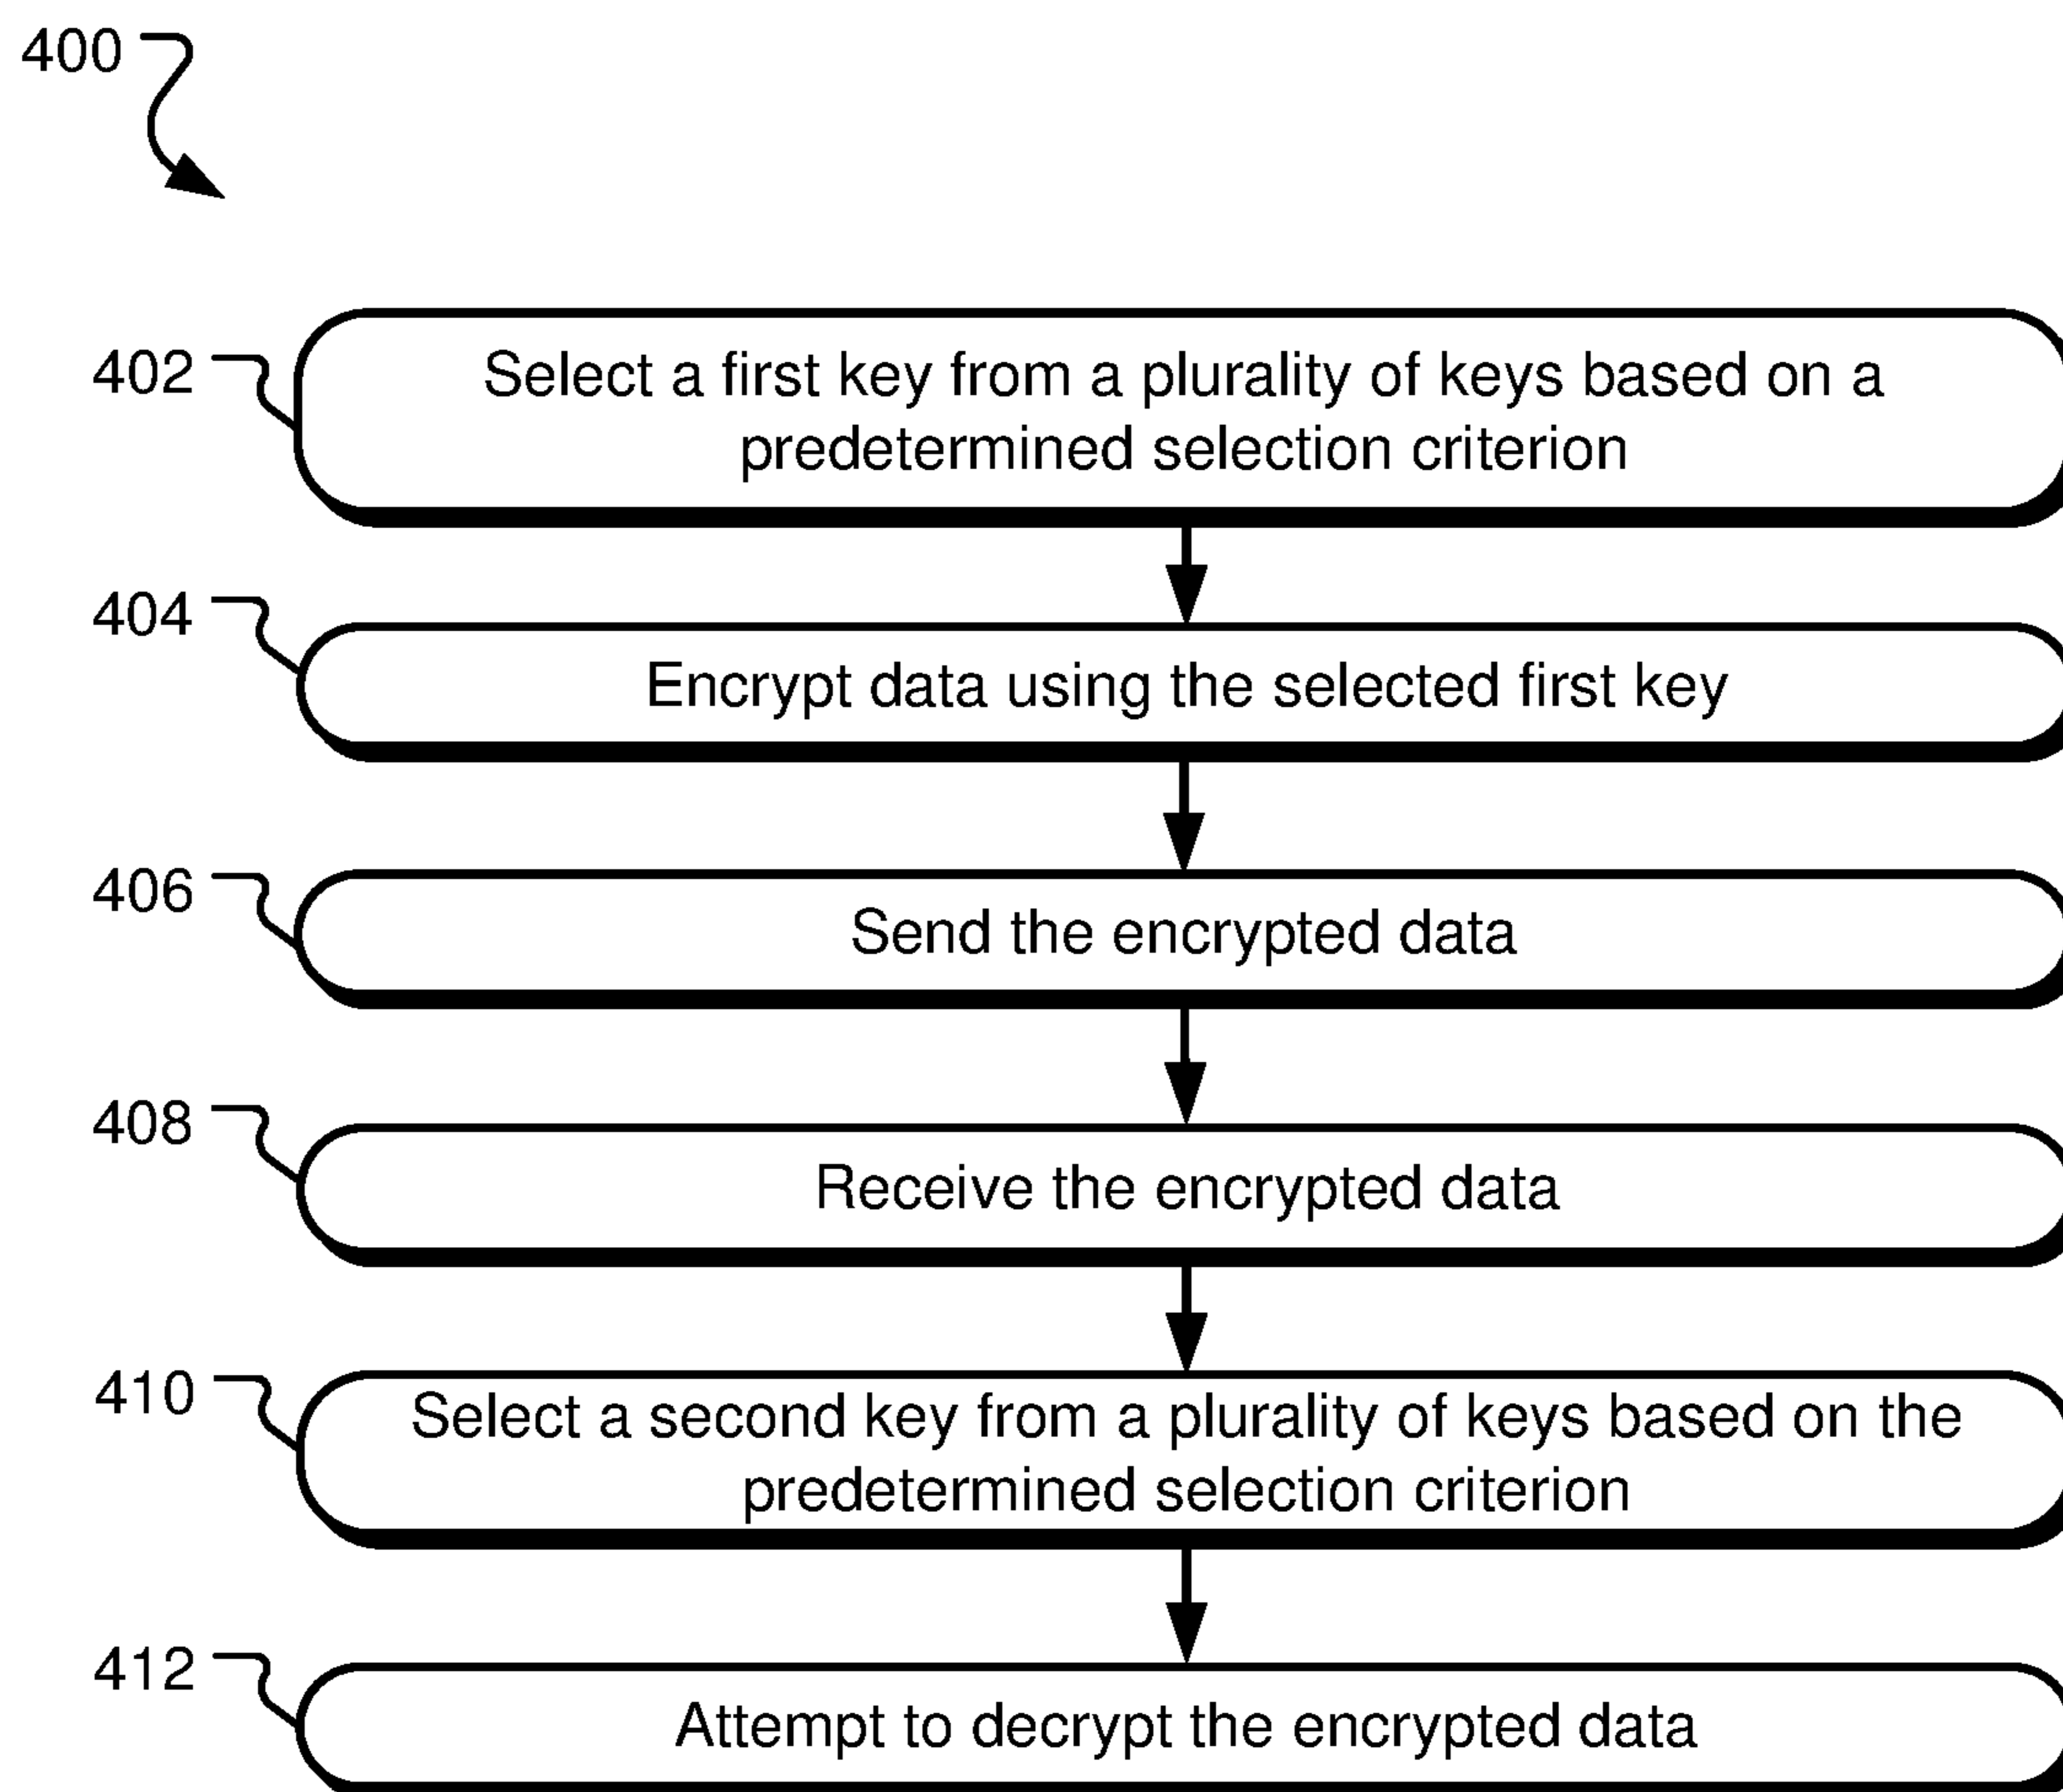 400
402
Select a first key from a plurality of keys based on a
predetermined selection criterion
404
Encrypt data using the selected first key
406
Send the encrypted data
408
Receive the encrypted data
410
Select a second key from a plurality of keys based on the
predetermined selection criterion
412
Attempt to decrypt the encrypted data